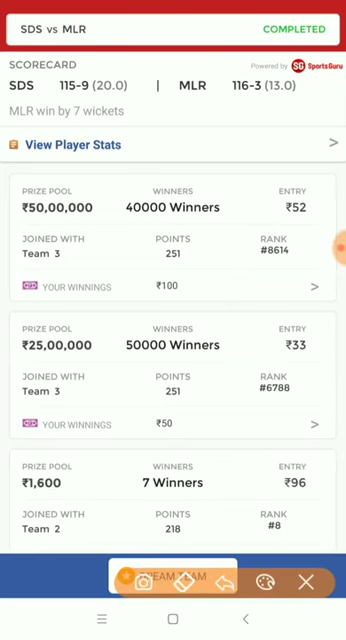 SDS vs MLR COMPLETED
SCORECARD Powered by SG SportsGuru
SDS 115-9 (20.0) | MLR 116-3 (13.0)
MLR win by 7 wickets
View Player Stats >
PRIZE POOL WINNERS ENTRY
₹50,00,000 40000 Winners ₹52
JOINED WITH POINTS RANK
Team 3 251 #8614
YOUR WINNINGS ₹100 >
PRIZE POOL WINNERS ENTRY
₹25,00,000 50000 Winners ₹33
JOINED WITH POINTS RANK
Team 3 251 #6788
YOUR WINNINGS ₹50 >
PRIZE POOL WINNERS ENTRY
₹1,600 7 Winners ₹96
JOINED WITH POINTS RANK
Team 2 218 #8
TEAM